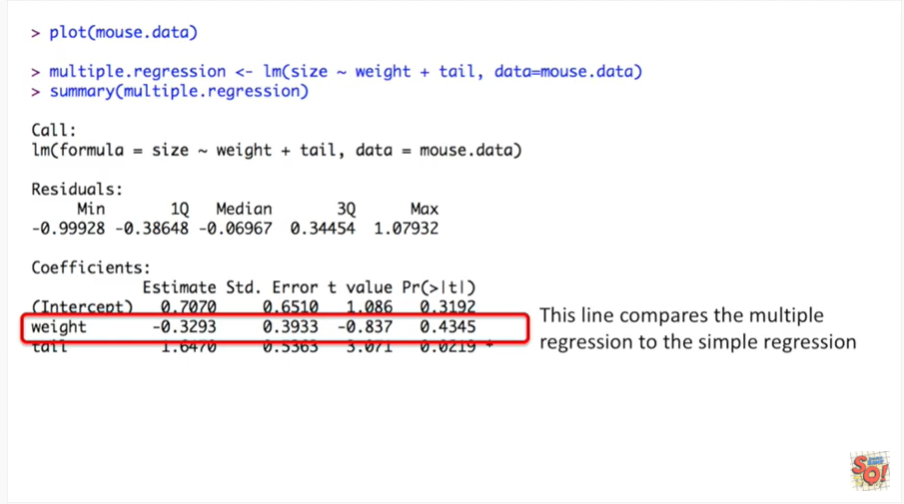 > plot(mouse.data)
> multiple.regression <- lm(size ~ weight + tail, data=mouse.data)
> summary(multiple.regression)
Call:
lm(formula = size ~ weight + tail, data = mouse.data)
Residuals:
Min 1Q Median 3Q Max
-0.99928 -0.38648 -0.06967 0.34454 1.07932
Coefficients:
Estimate Std. Error t value Pr(>|t|)
(Intercept) 0.7070 0.6510 1.086 0.3192
weight -0.3293 0.3933 -0.837 0.4345
tail 1.6470 0.5363 3.071 0.0219 *
This line compares the multiple
regression to the simple regression
SQ!